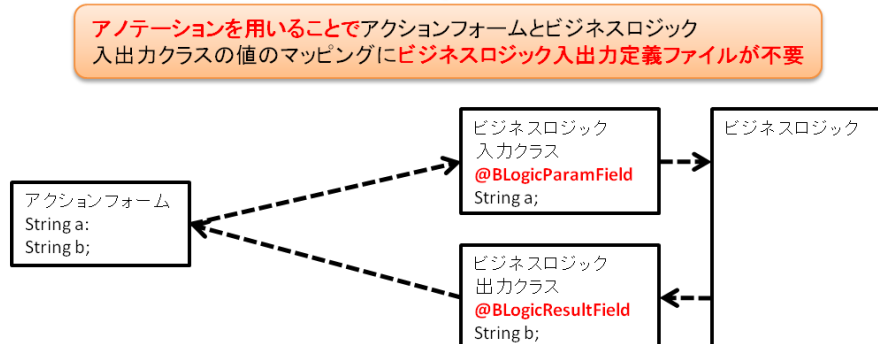 アノテーションを用いることでアクションフォームとビジネスロジック
入出力クラスの値のマッピングにビジネスロジック入出力定義ファイルが不要
アクションフォーム
String a:
String b;
ビジネスロジック
入力クラス
@BLogicParamField
String a;
ビジネスロジック
出力クラス
@BLogicResultField
String b;
ビジネスロジック